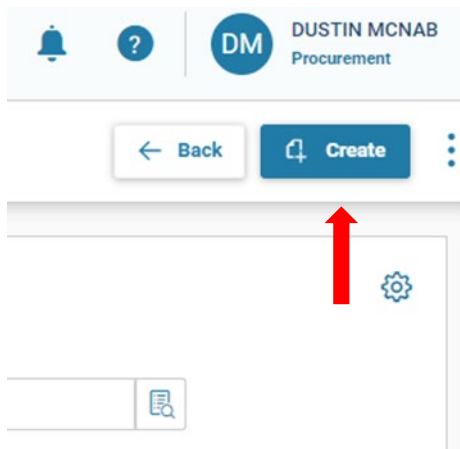 ?
DM
DUSTIN MCNAB
Procurement
Back
Create